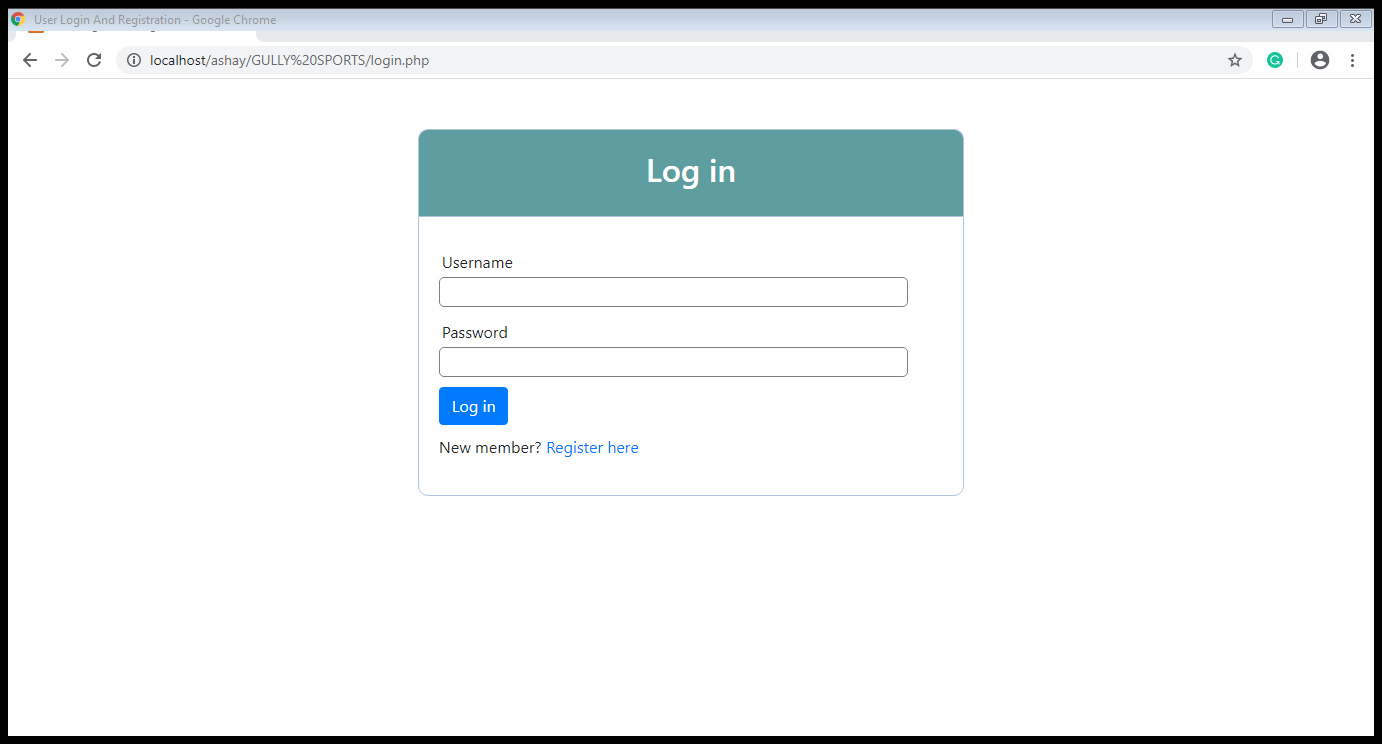 User Login And Registration - Google Chrome
localhost/ashay/GULLY%20SPORTS/login.php
Log in
Username
Password
Log in
New member? Register here